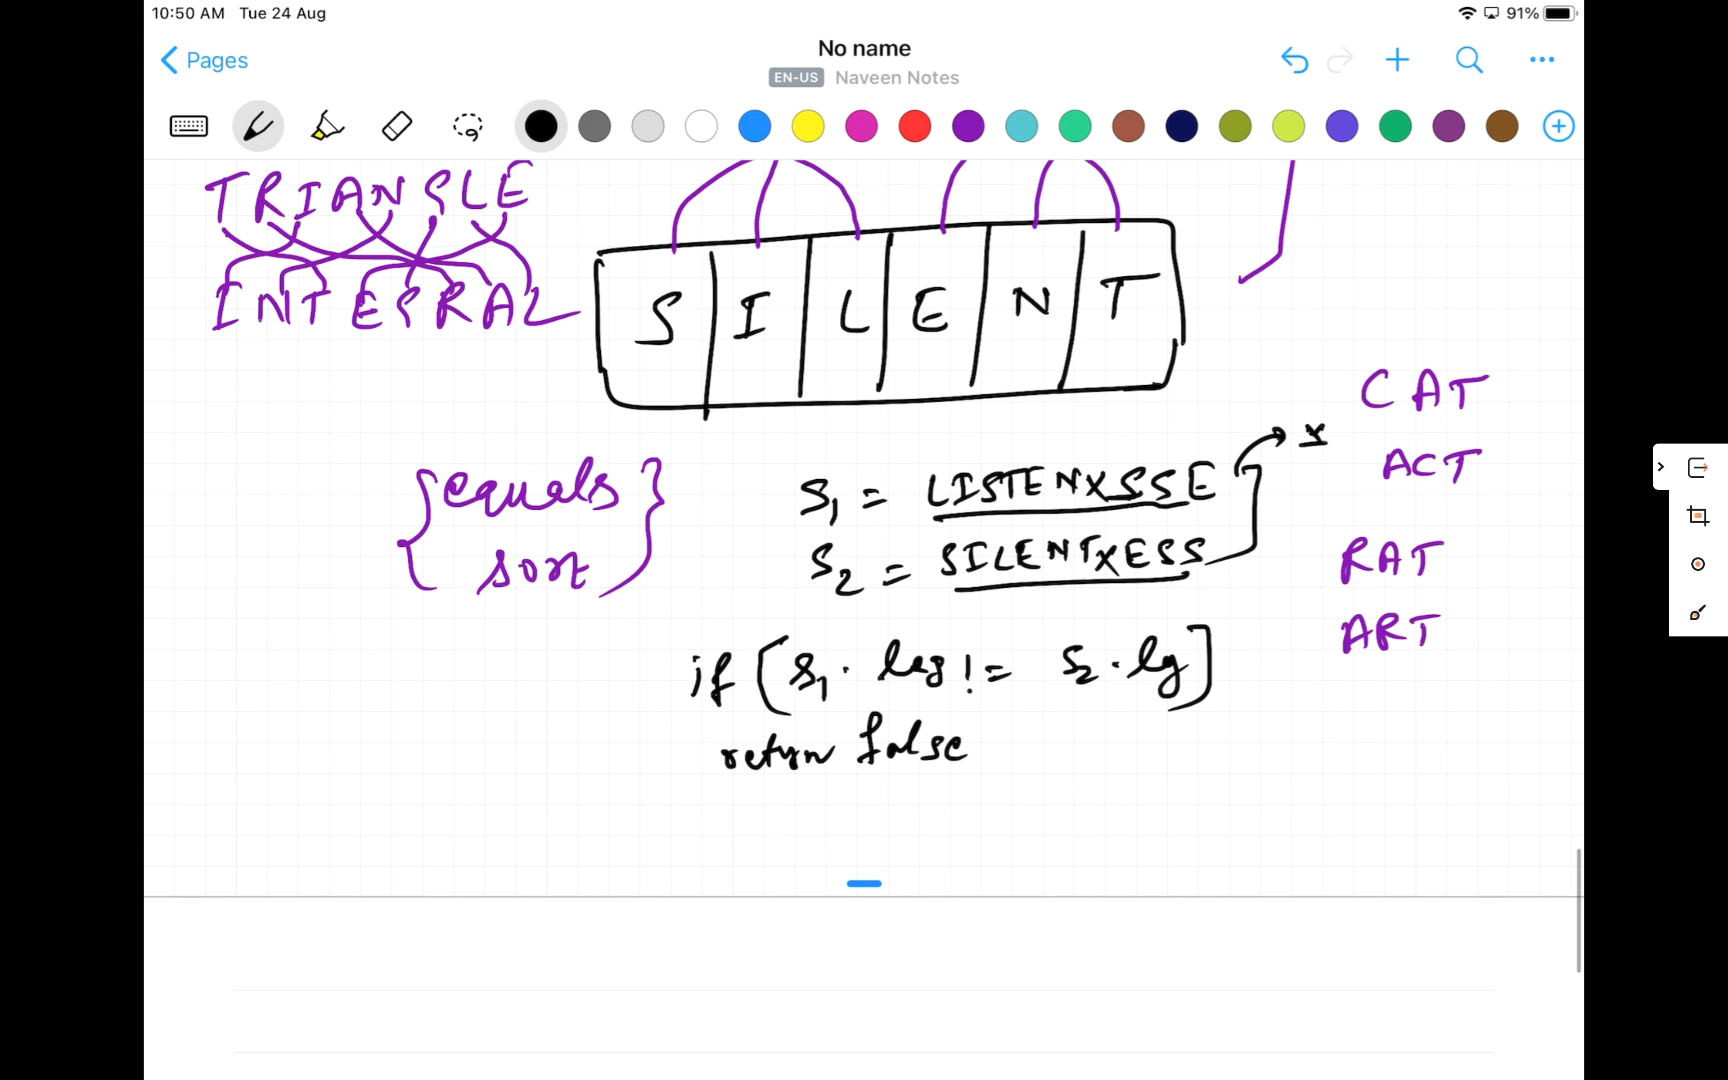 10:50 AM Tue 24 Aug
91%
Pages
No name
EN-US Naveen Notes
TRIANGLE
INTEGRAL
S I L E N T
CAT
ACT
RAT
ART
{equals
sort}
S1 = LISTENXSSE
S2 = SILENTXESS
x
if (S1. leg != S2. lg)
return false